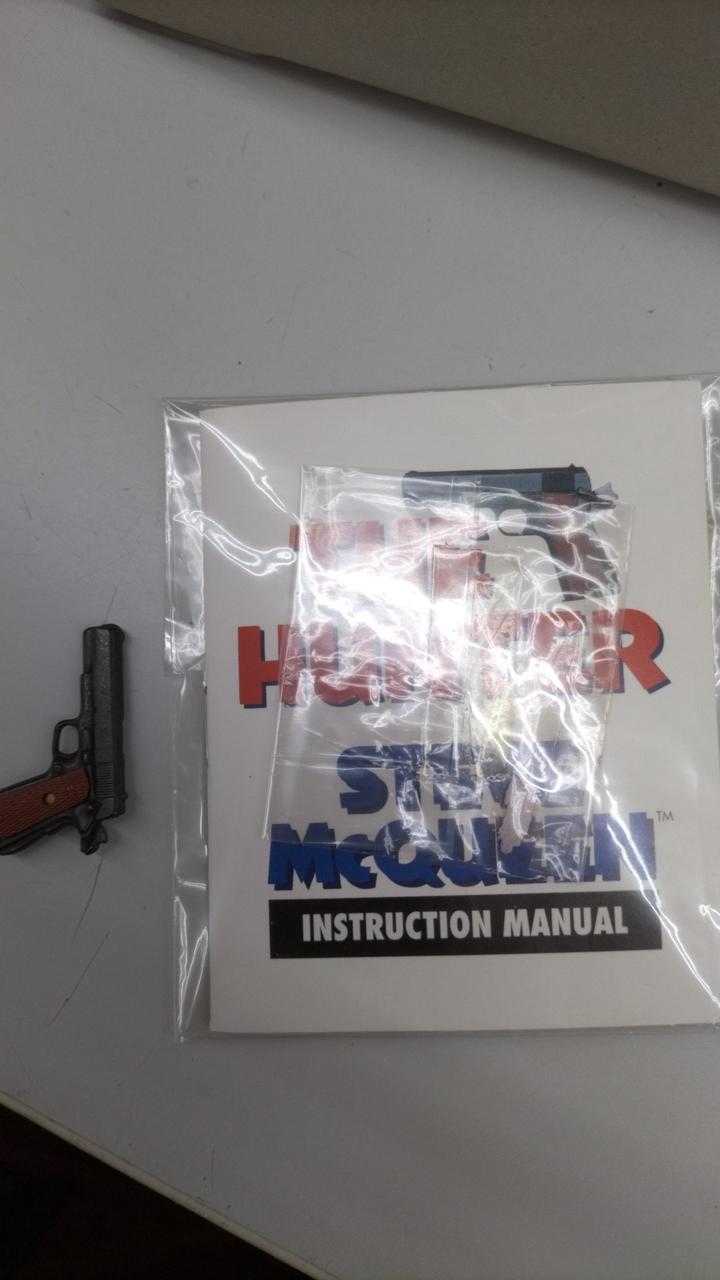 THE
HUNTER
STEVE
McQUEEN™
INSTRUCTION MANUAL